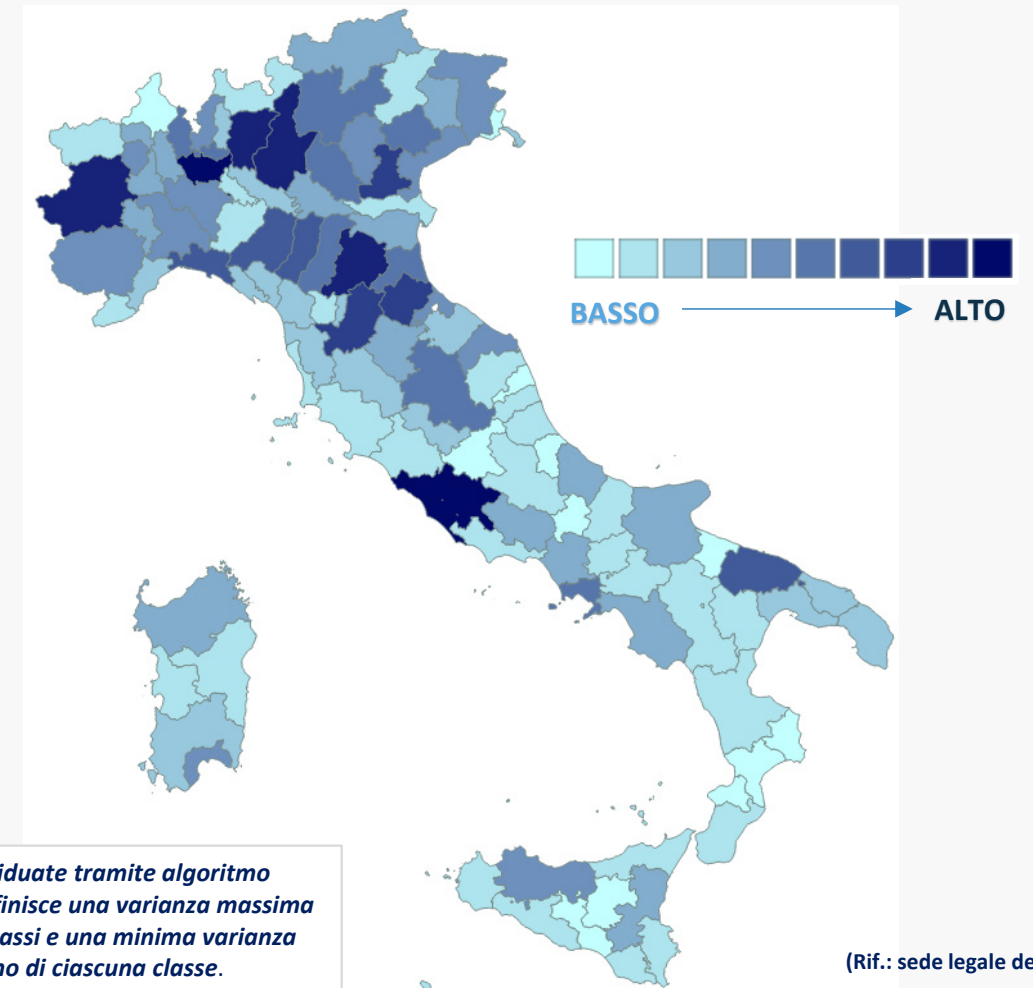 BASSO
ALTO
iduate tramite algoritmo
finisce una varianza massima
assi e una minima varianza
no di ciascuna classe.
(Rif.: sede legale de